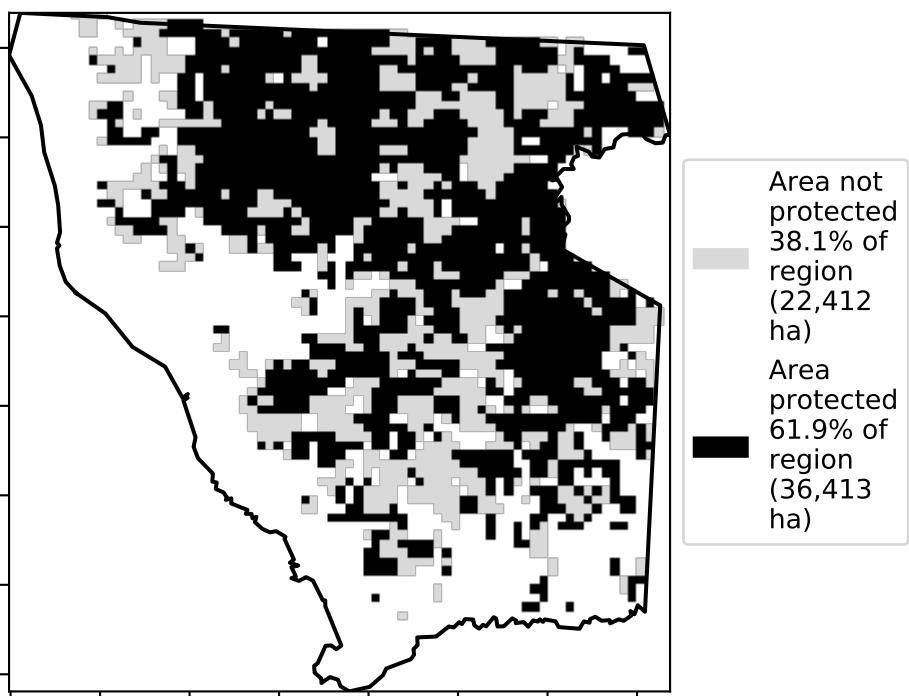 Area not
protected
38.1% of
region
(22,412
ha)
Area
protected
61.9% of
region
(36,413
ha)